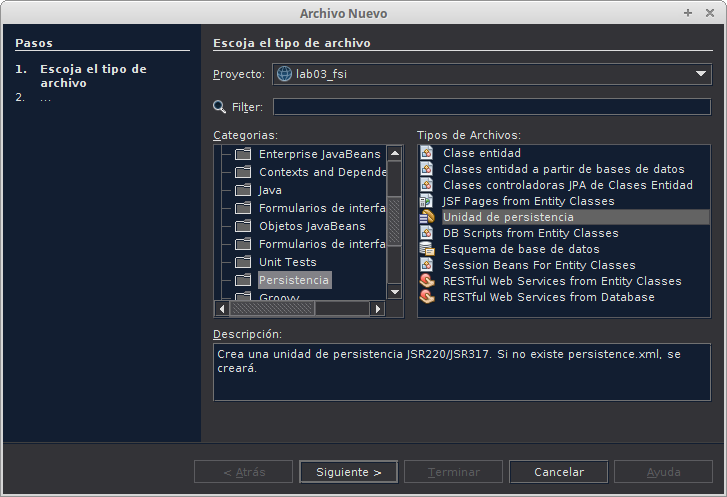 Archivo Nuevo
Pasos
1. Escoja el tipo de
archivo
2. ...
Escoja el tipo de archivo
Proyecto: lab03_fsi
Filter:
Categorias:
Enterprise JavaBeans
Contexts and Depende
Java
Formularios de interfa
Objetos JavaBeans
Formularios de interfa
Unit Tests
Persistencia
Groovy
Tipos de Archivos:
Clase entidad
Clases entidad a partir de bases de datos
Clases controladoras JPA de Clases Entidad
JSF Pages from Entity Classes
Unidad de persistencia
DB Scripts from Entity Classes
Esquema de base de datos
Session Beans For Entity Classes
RESTful Web Services from Entity Classes
RESTful Web Services from Database
Descripción:
Crea una unidad de persistencia JSR220/JSR317. Si no existe persistence.xml, se
creará.
< Atrás
Siguiente >
Terminar
Cancelar
Ayuda